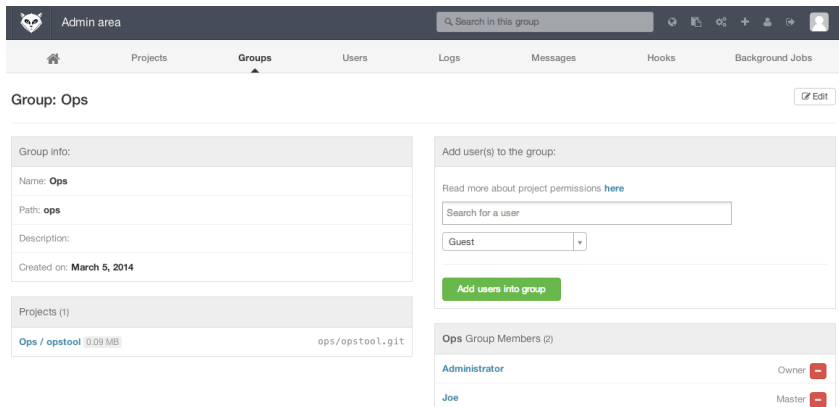 Admin area
Search in this group
Projects
Groups
Users
Logs
Messages
Hooks
Background Jobs
Group: Ops
Edit
Group info:
Name: Ops
Path: ops
Description:
Created on: March 5, 2014
Projects (1)
Ops / opstool 0.09 MB ops/opstool.git
Add user(s) to the group:
Read more about project permissions here
Search for a user
Guest
Add users into group
Ops Group Members (2)
Administrator Owner
Joe Master